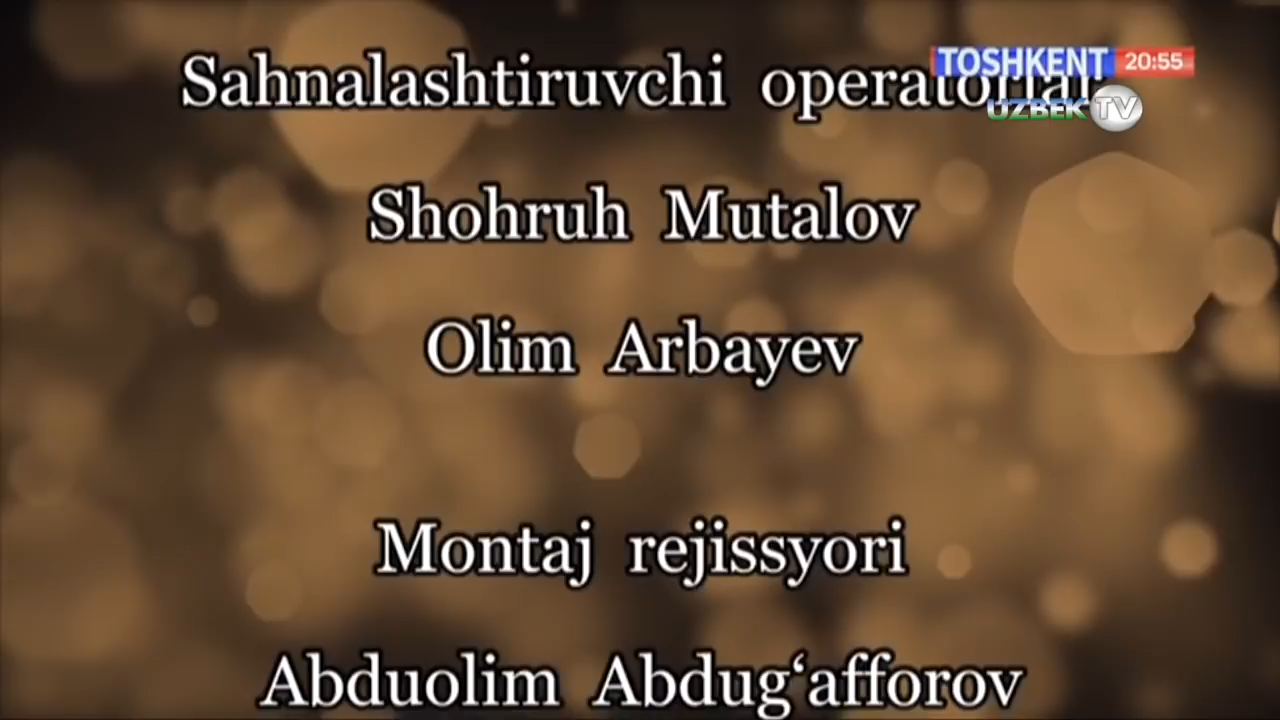 TOSHKENT 20:55
UZBEK TV
Sahnalashtiruvchi operatorlar
Shohruh Mutalov
Olim Arbayev
Montaj rejissyori
Abduolim Abdug‘afforov